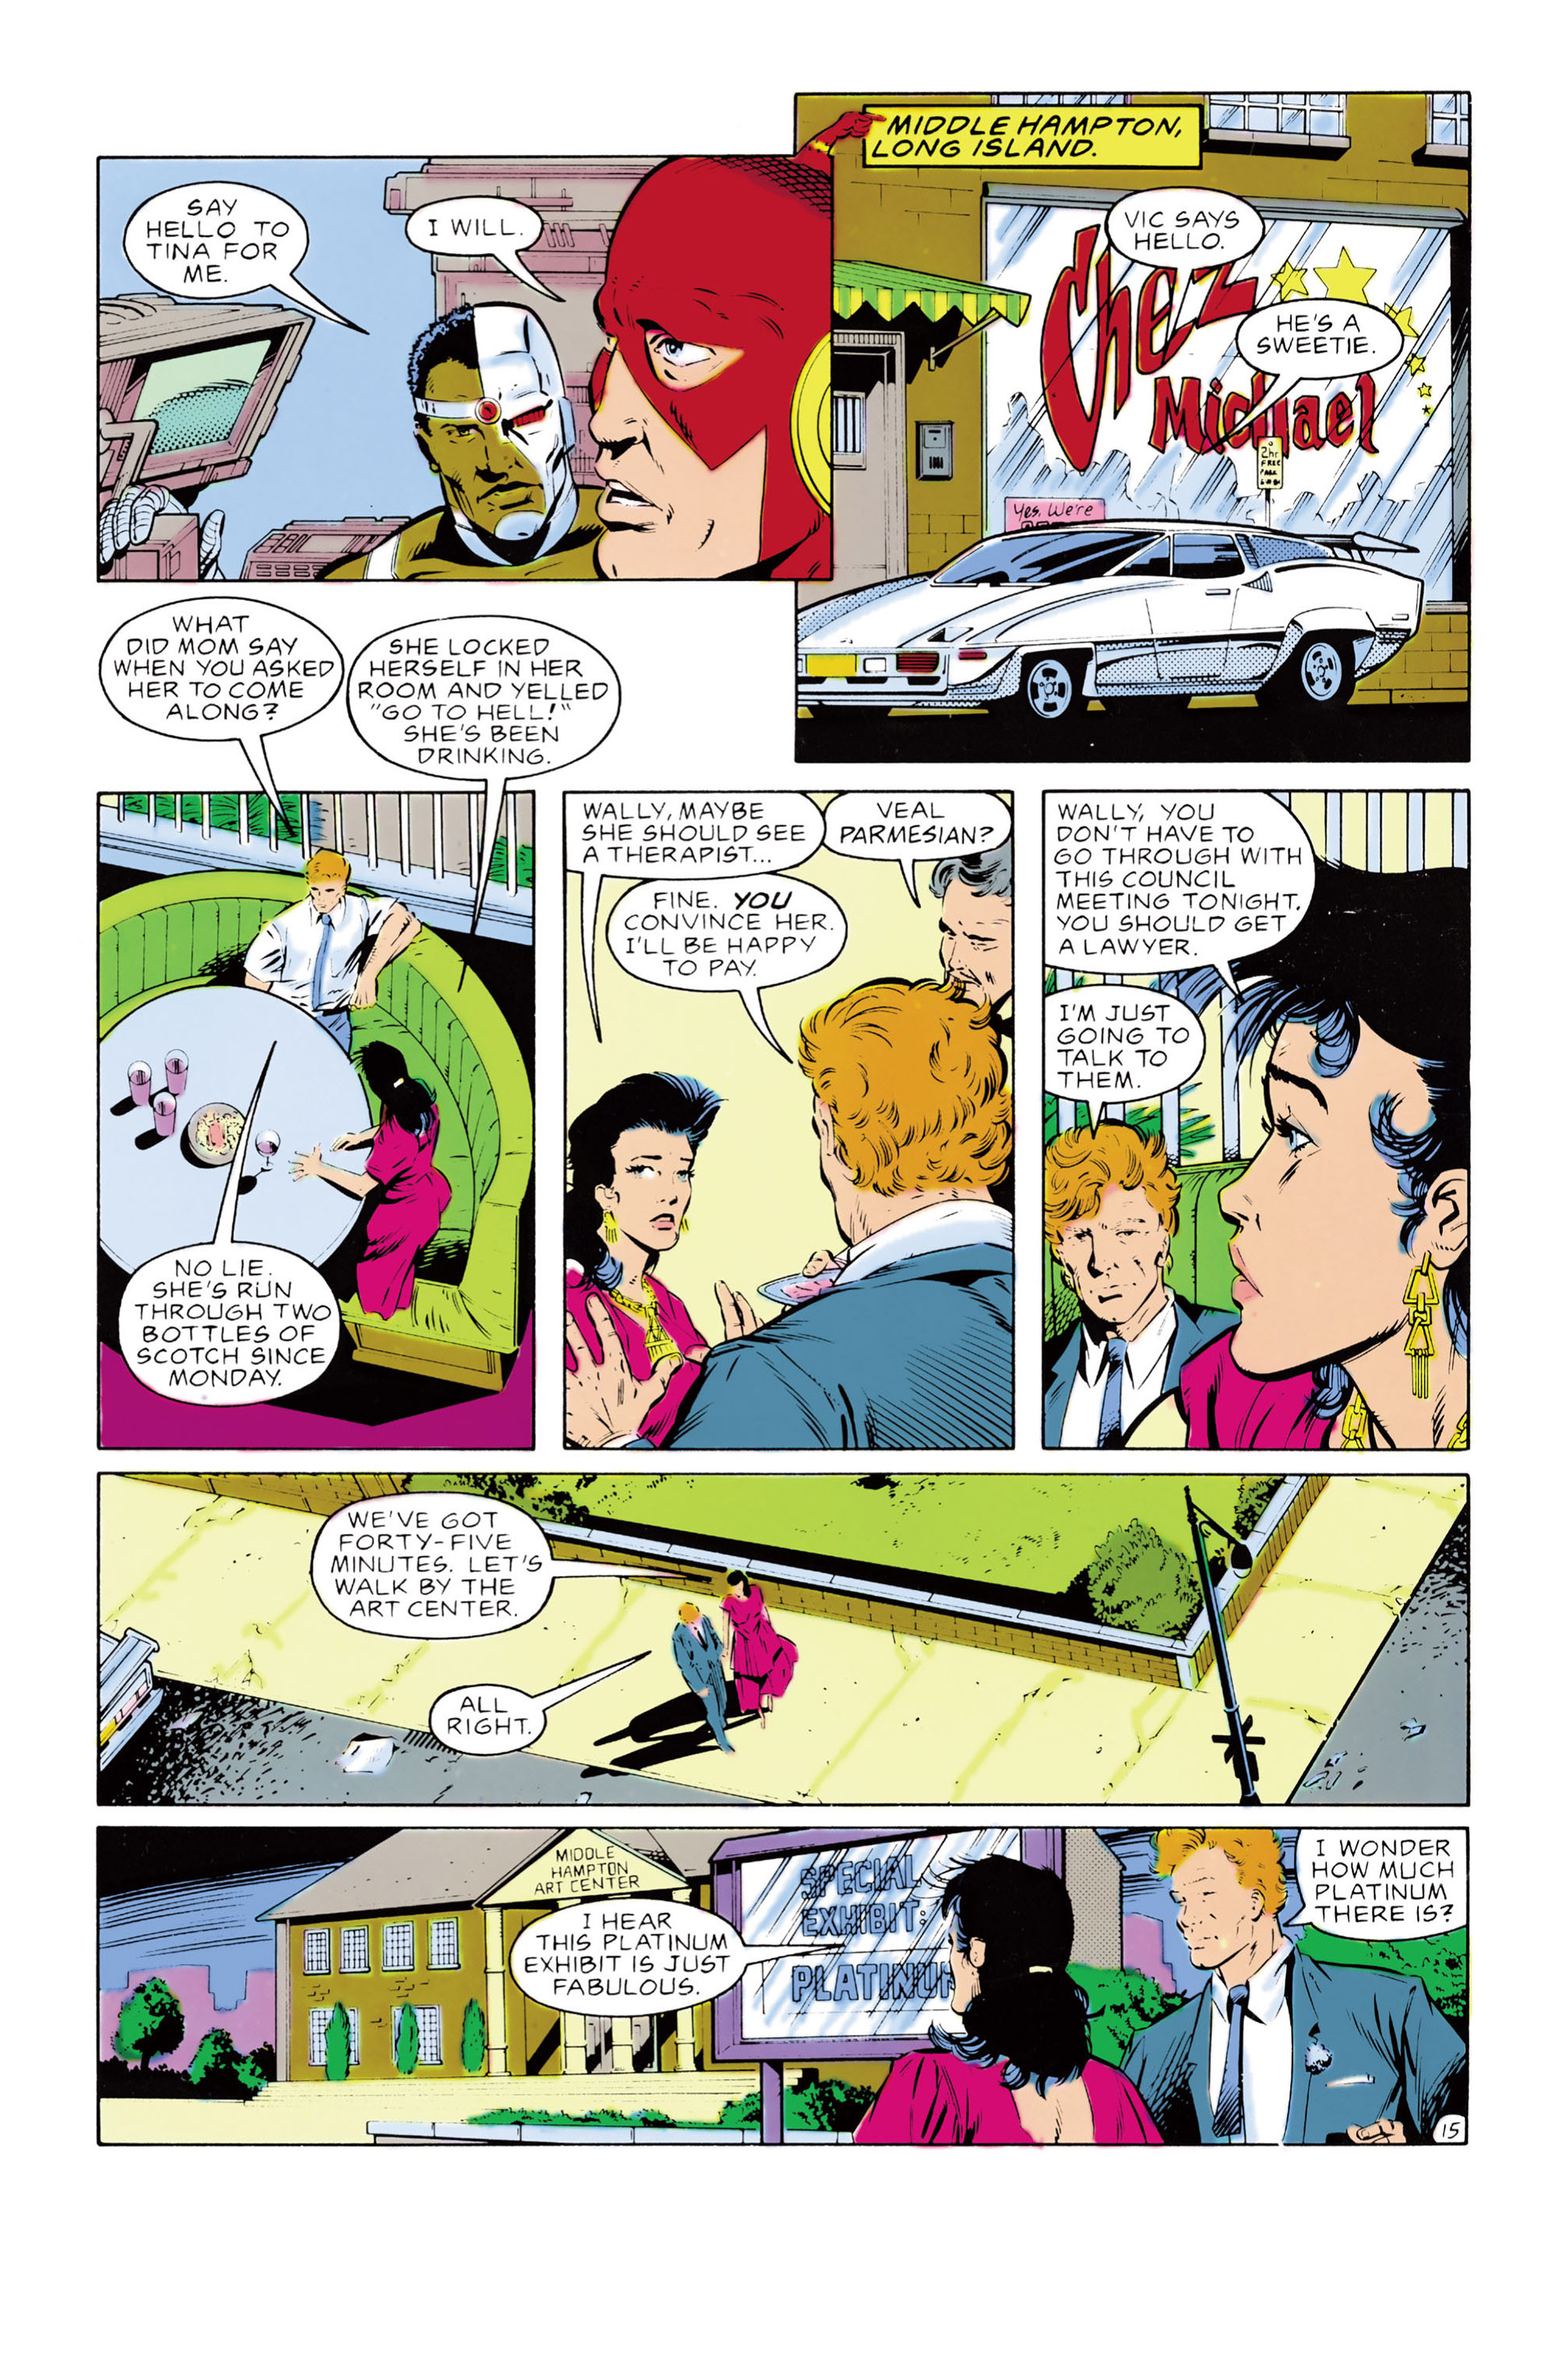 SAY
HELLO TO
TINA FOR
ME.
I WILL.
MIDDLE HAMPTON,
LONG ISLAND.
VIC SAYS
HELLO.
HE'S A
SWEETIE.
Chez
Michael
2hr
FREE
Yes, We're
WHAT
DID MOM SAY
WHEN YOU ASKED
HER TO COME
ALONG?
SHE LOCKED
HERSELF IN HER
ROOM AND YELLED
"GO TO HELL!"
SHE'S BEEN
DRINKING.
NO LIE.
SHE'S RUN
THROUGH TWO
BOTTLES OF
SCOTCH SINCE
MONDAY.
WALLY, MAYBE
SHE SHOULD SEE
A THERAPIST...
VEAL
PARMESIAN?
FINE. YOU
CONVINCE HER.
I'LL BE HAPPY
TO PAY.
WALLY, YOU
DON'T HAVE TO
GO THROUGH WITH
THIS COUNCIL
MEETING TONIGHT.
YOU SHOULD GET
A LAWYER.
I'M JUST
GOING TO
TALK TO
THEM.
WE'VE GOT
FORTY-FIVE
MINUTES. LET'S
WALK BY THE
ART CENTER.
ALL
RIGHT.
MIDDLE
HAMPTON
ART CENTER
SPECIAL
EXHIBIT:
PLATINUM
I HEAR
THIS PLATINUM
EXHIBIT IS JUST
FABULOUS.
I WONDER
HOW MUCH
PLATINUM
THERE IS?
15